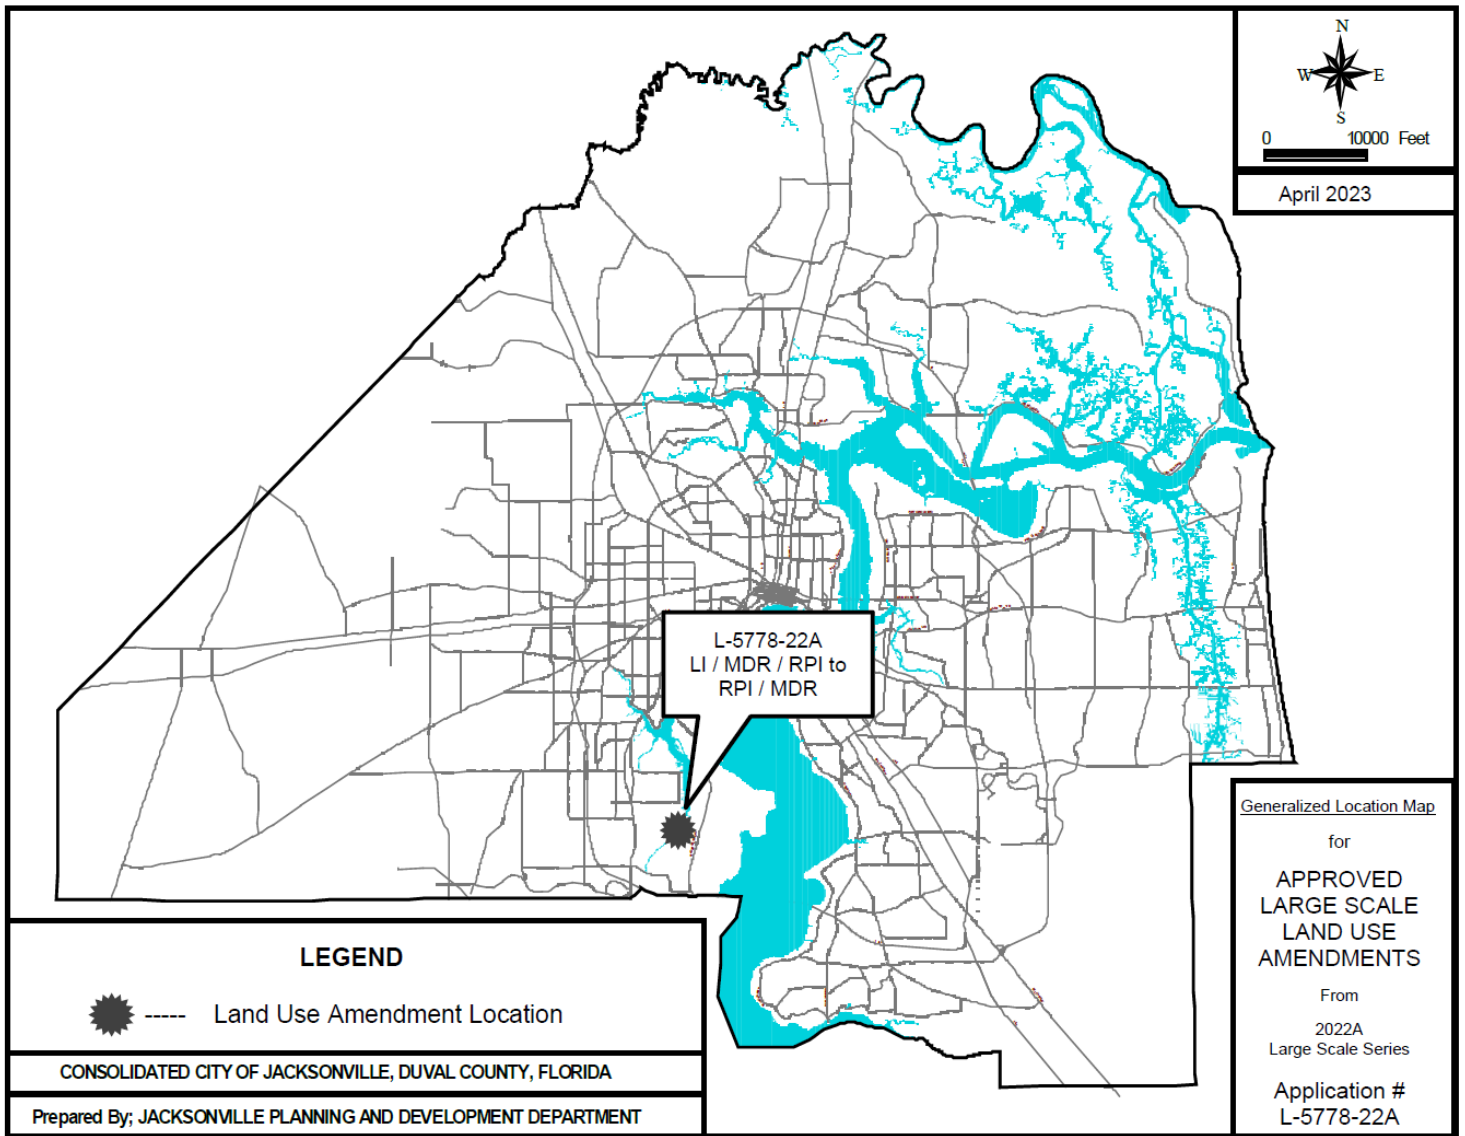 N
W
E
S
0
10000 Feet
April 2023
L-5778-22A
LI / MDR / RPI to
RPI / MDR
Generalized Location Map
for
APPROVED
LARGE SCALE
LAND USE
AMENDMENTS
From
2022A
Large Scale Series
Application #
L-5778-22A
LEGEND
----- Land Use Amendment Location
CONSOLIDATED CITY OF JACKSONVILLE, DUVAL COUNTY, FLORIDA
Prepared By; JACKSONVILLE PLANNING AND DEVELOPMENT DEPARTMENT